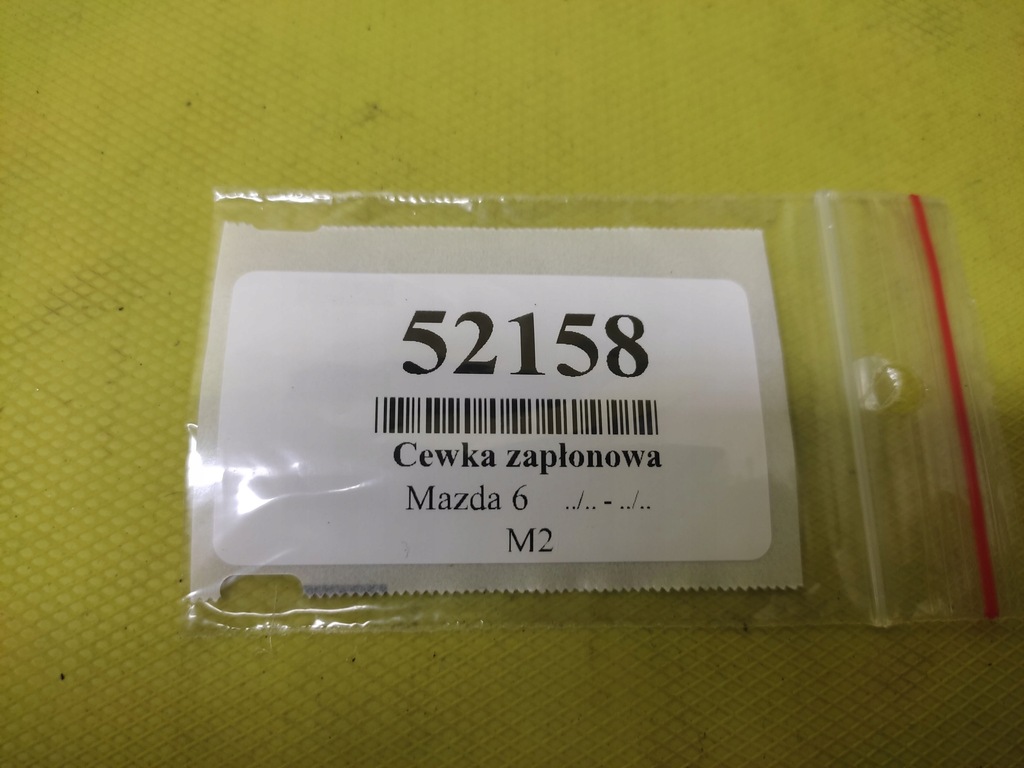 52158
Cewka zapłonowa
Mazda 6 ../.. - ../..
M2